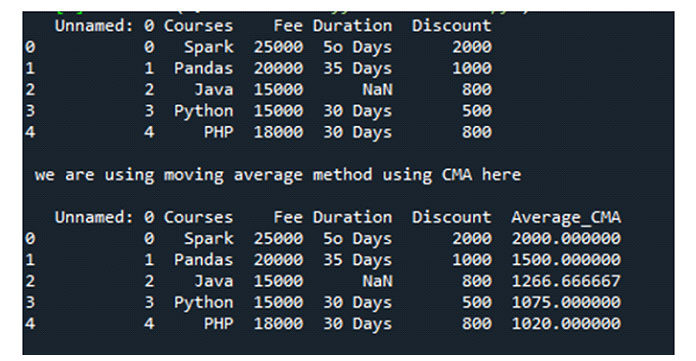 Unnamed: 0 Courses Fee Duration Discount
0 0 Spark 25000 5o Days 2000
1 1 Pandas 20000 35 Days 1000
2 2 Java 15000 NaN 800
3 3 Python 15000 30 Days 500
4 4 PHP 18000 30 Days 800
we are using moving average method using CMA here
Unnamed: 0 Courses Fee Duration Discount Average_CMA
0 0 Spark 25000 5o Days 2000 2000.000000
1 1 Pandas 20000 35 Days 1000 1500.000000
2 2 Java 15000 NaN 800 1266.666667
3 3 Python 15000 30 Days 500 1075.000000
4 4 PHP 18000 30 Days 800 1020.000000